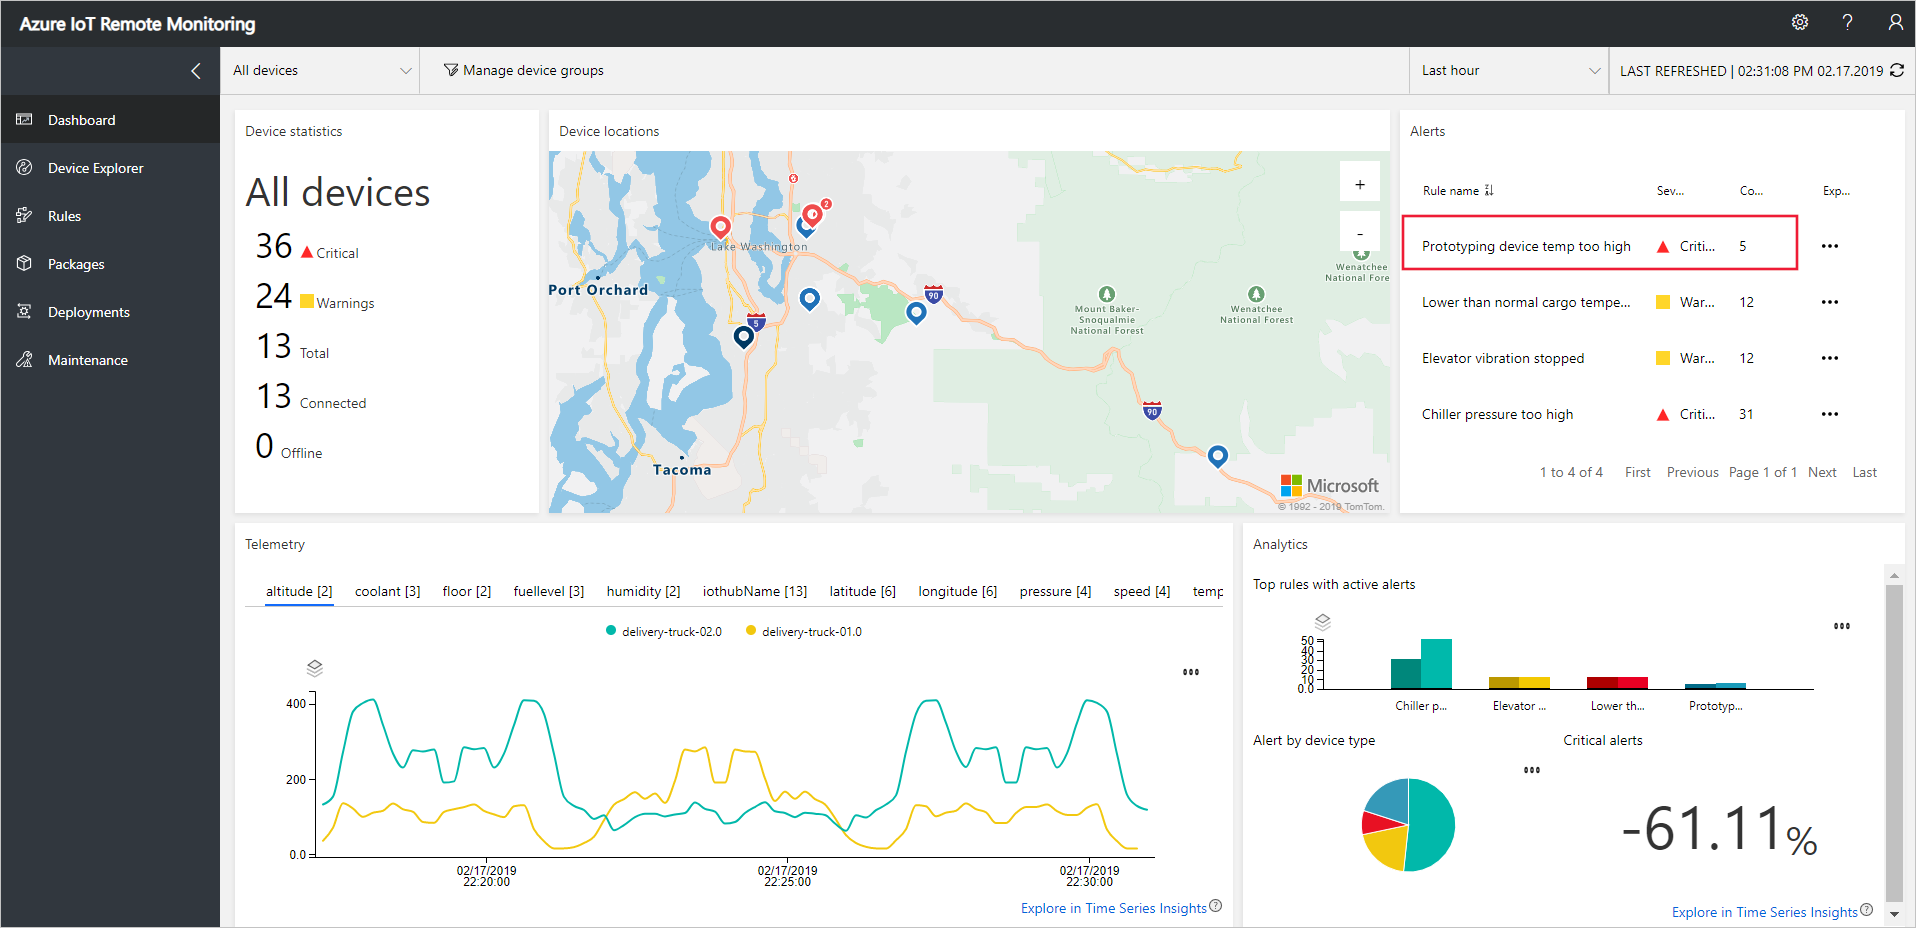 Azure IoT Remote Monitoring
?
All devices
Manage device groups
Last hour
LAST REFRESHED | 02:31:08 PM 02.17.2019
Dashboard
Device Explorer
Rules
Packages
Deployments
Maintenance
Device statistics
All devices
36 Critical
24 Warnings
13 Total
13 Connected
0 Offline
Device locations
+
-
6
2
Lake Washington
Port Orchard
90
5
Mount Baker-
Snoqualmie
National Forest
Wenatchee
National Forest
Wenatchee
National Forest
90
Tacoma
Microsoft
© 1992 - 2019 TomTom.
Alerts
Rule name Sev... Co... Exp...
Prototyping device temp too high Criti... 5 •••
Lower than normal cargo tempe... War... 12 •••
Elevator vibration stopped War... 12 •••
Chiller pressure too high Criti... 31 •••
1 to 4 of 4 First Previous Page 1 of 1 Next Last
Telemetry
altitude [2] coolant [3] floor [2] fuellevel [3] humidity [2] iothubName [13] latitude [6] longitude [6] pressure [4] speed [4] temp
delivery-truck-02.0 delivery-truck-01.0
400
200
0.0
02/17/2019
22:20:00
02/17/2019
22:25:00
02/17/2019
22:30:00
Explore in Time Series Insights ?
Analytics
Top rules with active alerts
50
40
30
20
10
0.0
Chiller p...
Elevator ...
Lower th...
Prototyp...
Alert by device type
Critical alerts
-61.11%
Explore in Time Series Insights ?